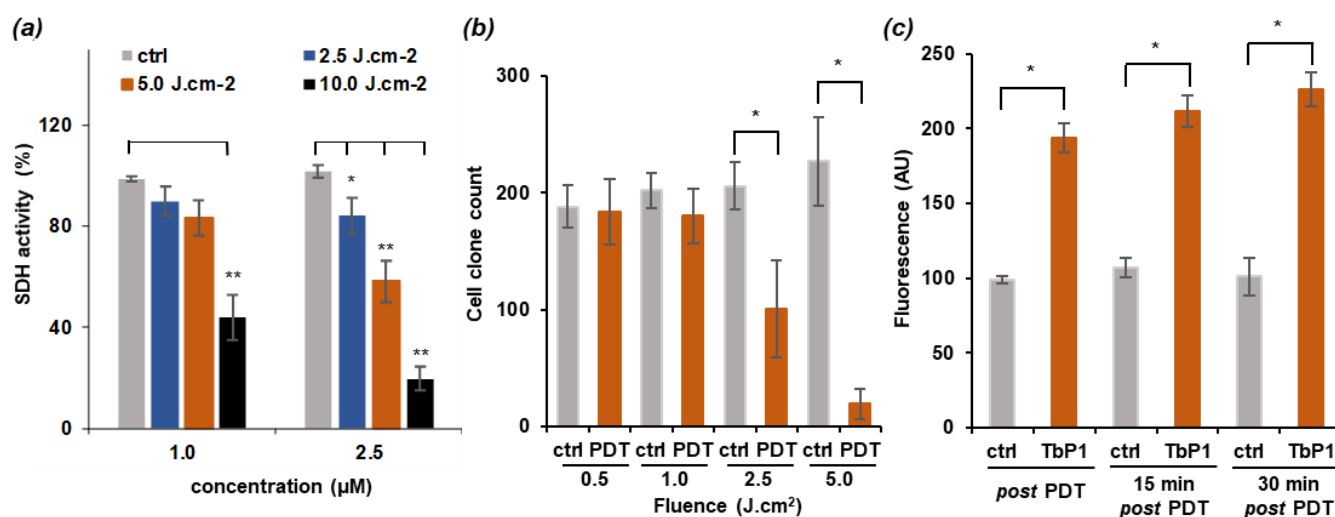 (a)
ctrl
2.5 J.cm-2
5.0 J.cm-2
10.0 J.cm-2
SDH activity (%)
120
80
40
0
*
**
**
**
1.0
2.5
concentration (µM)
(b)
Cell clone count
300
200
100
0
*
*
ctrl PDT ctrl PDT ctrl PDT ctrl PDT
0.5 1.0 2.5 5.0
Fluence (J.cm²)
(c)
Fluorescence (AU)
250
200
150
100
50
0
*
*
*
ctrl TbP1 ctrl TbP1 ctrl TbP1
post PDT
15 min
post PDT
30 min
post PDT